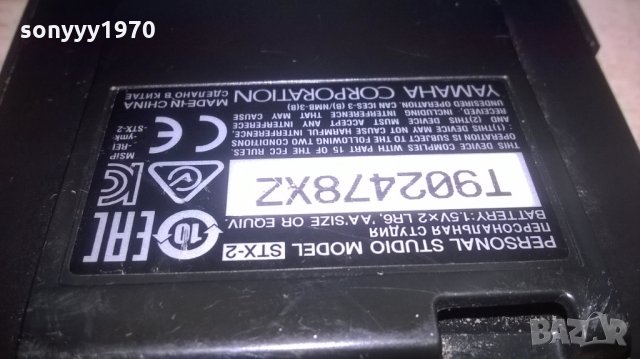 sonyyy1970
PERSONAL STUDIO MODEL STX-2
ПЕРСОНАЛЬНАЯ СТУДИЯ
BATTERY:1.5V×2 LR6, "AA"SIZE OR EQUIV.
T902478XZ
THIS DEVICE COMPLIES WITH PART 15 OF THE FCC RULES.
OPERATION IS SUBJECT TO THE FOLLOWING TWO CONDITIONS
: (1)THIS DEVICE MAY NOT CAUSE HARMFUL INTERFERENCE,
AND (2)THIS DEVICE MUST ACCEPT ANY INTERFERENCE
RECEIVED, INCLUDING INTERFERENCE THAT MAY CAUSE
UNDESIRED OPERATION. CAN ICES-3 (B)/NMB-3(B)
YAMAHA CORPORATION
MADE IN CHINA
СДЕЛАНО В КИТАЕ
EAC
10
CE
MSIP
-REI-
ymk
-STX-2
BAZAR